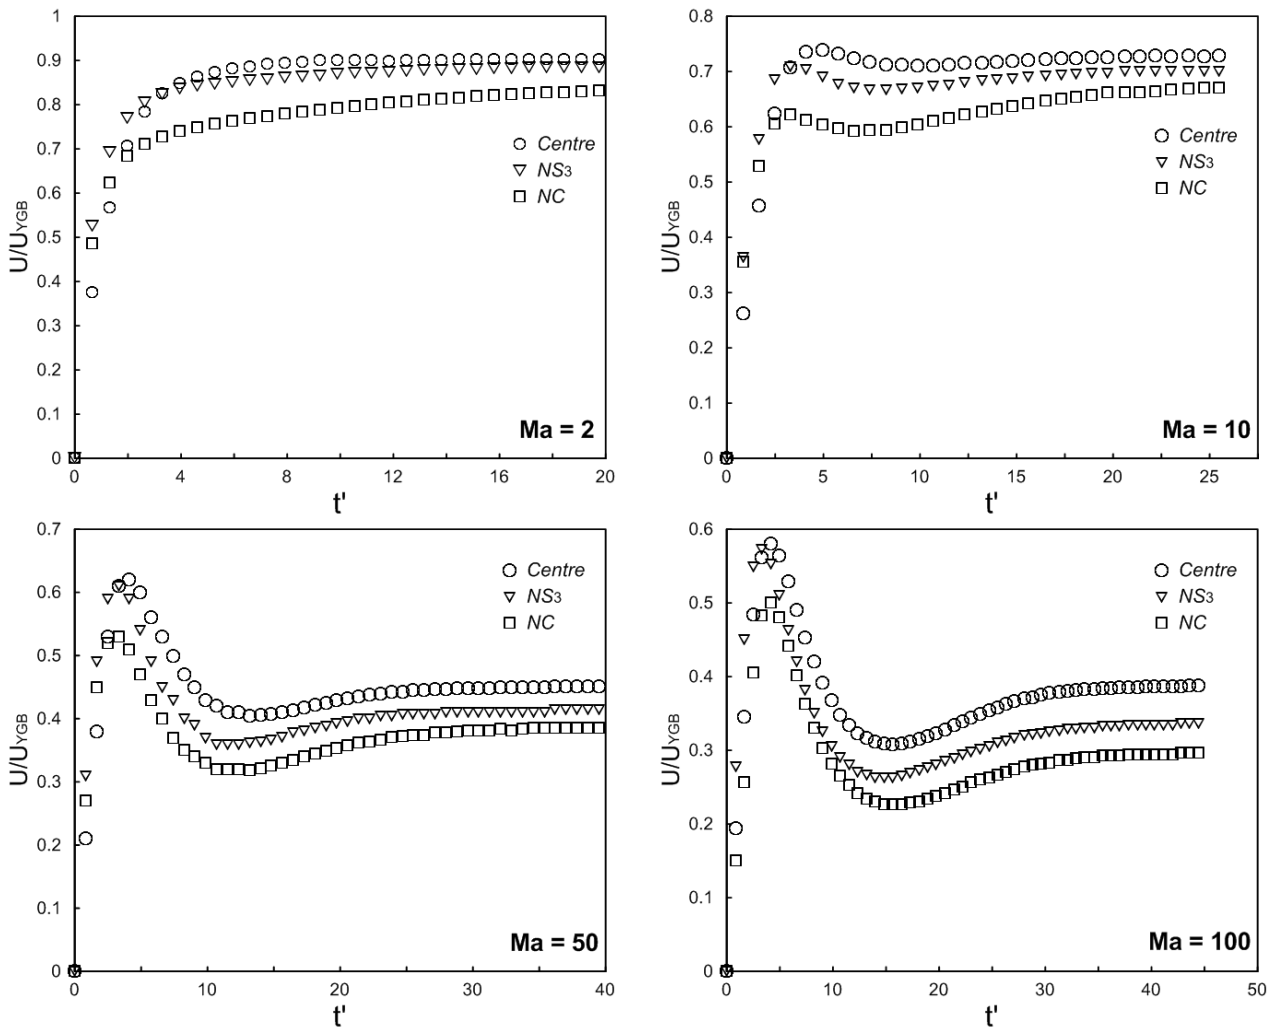 1
0.9
0.8
0.7
0.6
0.5
0.4
0.3
0.2
0.1
0
U/UYGB
Centre
NS3
NC
Ma = 2
0 4 8 12 16 20
t'
0.8
0.7
0.6
0.5
0.4
0.3
0.2
0.1
0
U/UYGB
Centre
NS3
NC
Ma = 10
0 5 10 15 20 25
t'
0.7
0.6
0.5
0.4
0.3
0.2
0.1
0
U/UYGB
Centre
NS3
NC
Ma = 50
0 10 20 30 40
t'
0.6
0.5
0.4
0.3
0.2
0.1
0
U/UYGB
Centre
NS3
NC
Ma = 100
0 10 20 30 40 50
t'